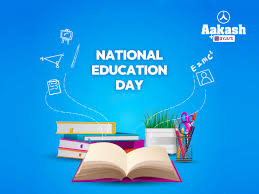 Aakash
BYJU'S
NATIONAL
EDUCATION
DAY
E=mc²